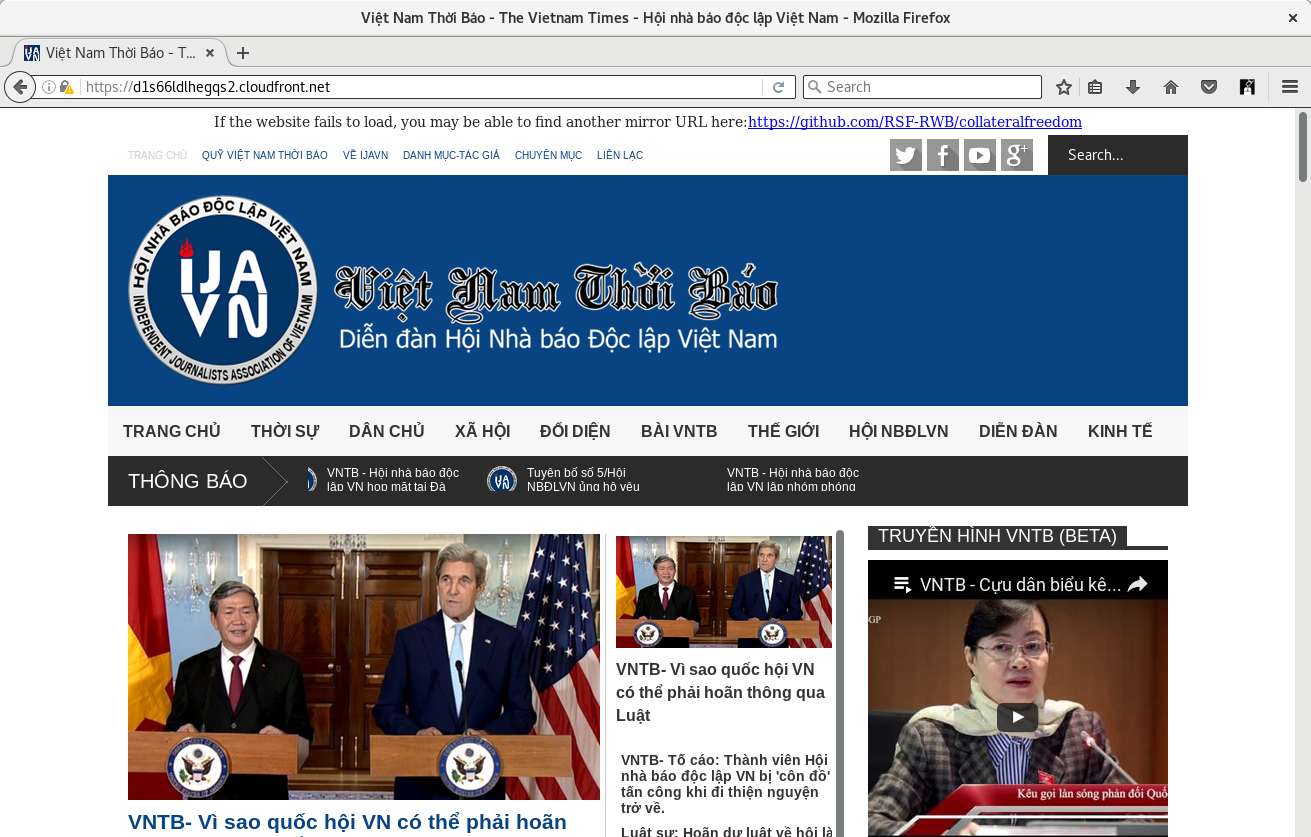 Việt Nam Thời Báo - The Vietnam Times - Hội nhà báo độc lập Việt Nam - Mozilla Firefox
Việt Nam Thời Báo - T...
https://d1s66ldlhegqs2.cloudfront.net
Search
If the website fails to load, you may be able to find another mirror URL here:https://github.com/RSF-RWB/collateralfreedom
TRANG CHỦ QUỸ VIỆT NAM THỜI BÁO VỀ IJAVN DANH MỤC-TÁC GIẢ CHUYÊN MỤC LIÊN LẠC
Search...
HỘI NHÀ BÁO ĐỘC LẬP VIỆT NAM
IJA
VN
INDEPENDENT JOURNALISTS ASSOCIATION OF VIETNAM
Việt Nam Thời Báo
Diễn đàn Hội Nhà báo Độc lập Việt Nam
TRANG CHỦ THỜI SỰ DÂN CHỦ XÃ HỘI ĐỐI DIỆN BÀI VNTB THẾ GIỚI HỘI NBĐLVN DIỄN ĐÀN KINH TẾ
THÔNG BÁO
VNTB - Hội nhà báo độc
lập VN họp mặt tại Đà
Tuyên bố số 5/Hội
NBĐLVN ủng hộ yêu
VNTB - Hội nhà báo độc
lập VN lập nhóm phóng
VNTB- Vì sao quốc hội VN có thể phải hoãn
VNTB- Vì sao quốc hội VN
có thể phải hoãn thông qua
Luật
VNTB- Tố cáo: Thành viên Hội
nhà báo độc lập VN bị 'côn đồ'
tấn công khi đi thiện nguyện
trở về.
Luật sư: Hoãn dự luật về hội là
TRUYỀN HÌNH VNTB (BETA)
VNTB - Cựu dân biểu kê...
GP
Kêu gọi làn sóng phản đối Quố